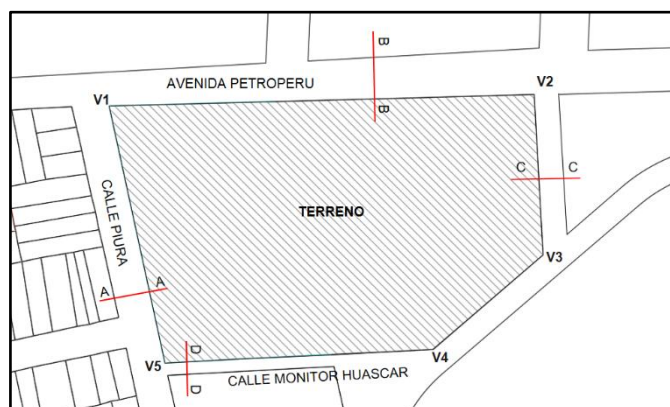 B
AVENIDA PETROPERU
V1
V2
B
C
C
CALLE PIURA
TERRENO
V3
A
A
D
V4
V5
D
CALLE MONITOR HUASCAR